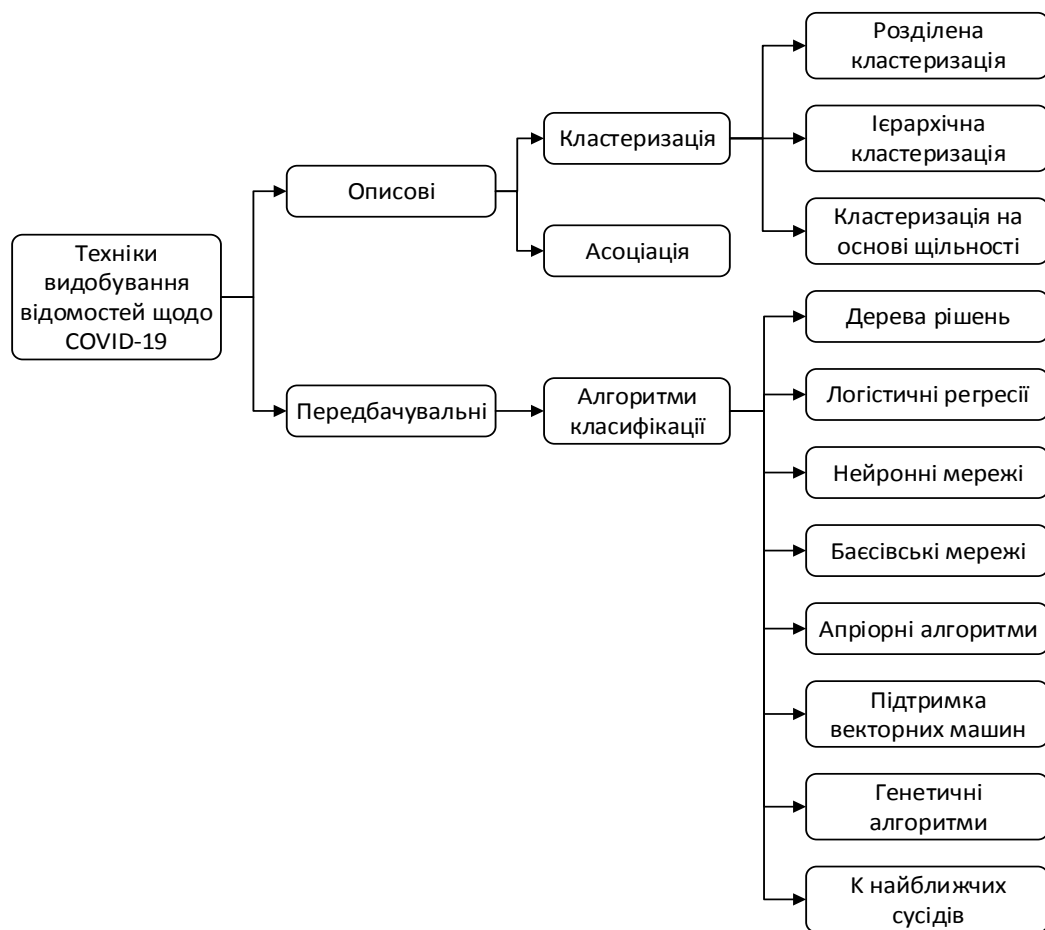 Техніки
видобування
відомостей щодо
COVID-19
Описові
Передбачувальні
Кластеризація
Асоціація
Алгоритми
класифікації
Розділена
кластеризація
Ієрархічна
кластеризація
Кластеризація на
основі щільності
Дерева рішень
Логістичні регресії
Нейронні мережі
Баєсівські мережі
Апріорні алгоритми
Підтримка
векторних машин
Генетичні
алгоритми
К найближчих
сусідів